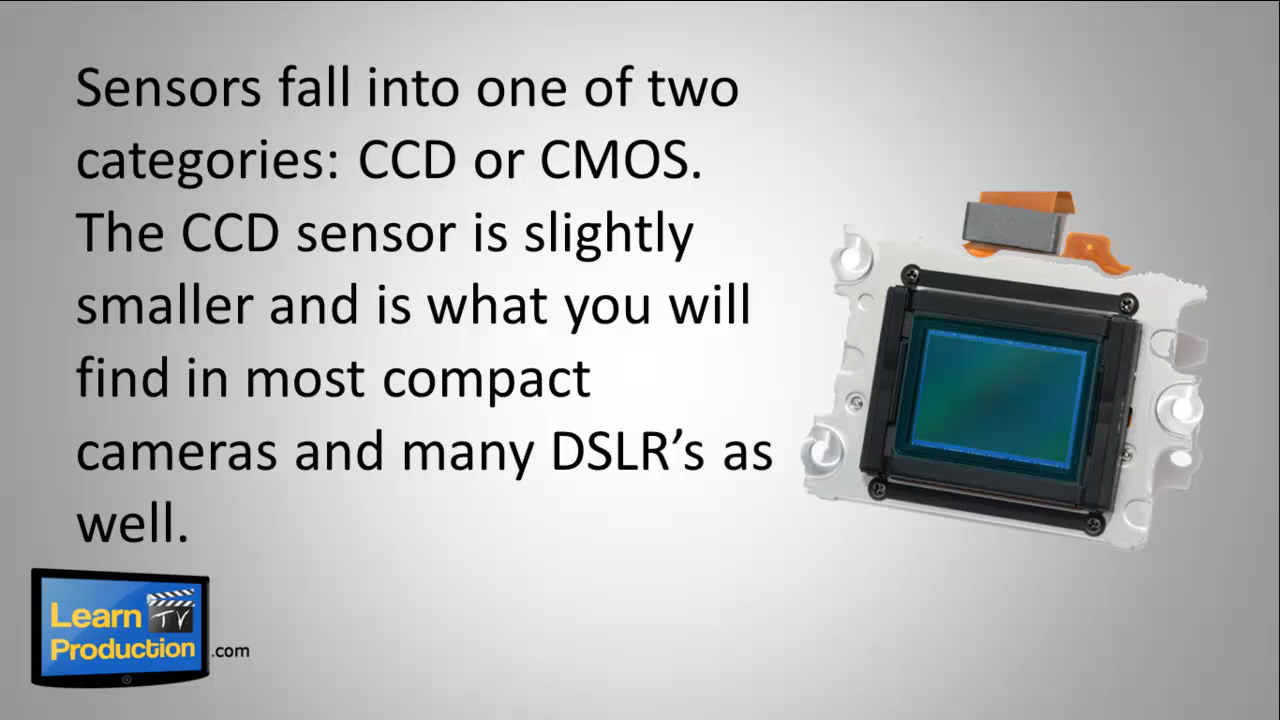 Sensors fall into one of two
categories: CCD or CMOS.
The CCD sensor is slightly
smaller and is what you will
find in most compact
cameras and many DSLR’s as
well.
Learn TV
Production .com